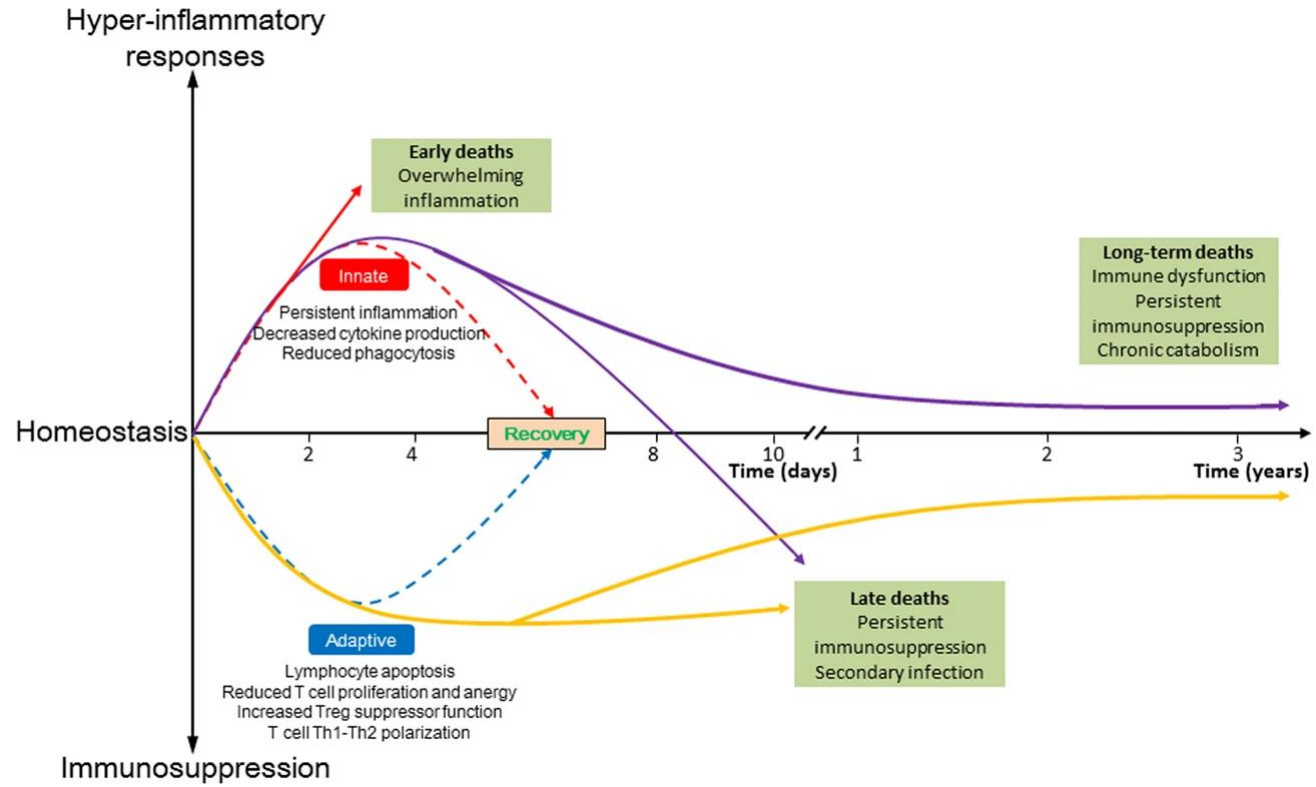 Hyper-inflammatory
responses
Early deaths
Overwhelming
inflammation
Innate
Persistent inflammation
Decreased cytokine production
Reduced phagocytosis
Long-term deaths
Immune dysfunction
Persistent
immunosuppression
Chronic catabolism
Homeostasis
Recovery
2
4
8
10
1
2
3
Time (days)
Time (years)
Late deaths
Persistent
immunosuppression
Secondary infection
Adaptive
Lymphocyte apoptosis
Reduced T cell proliferation and anergy
Increased Treg suppressor function
T cell Th1-Th2 polarization
Immunosuppression